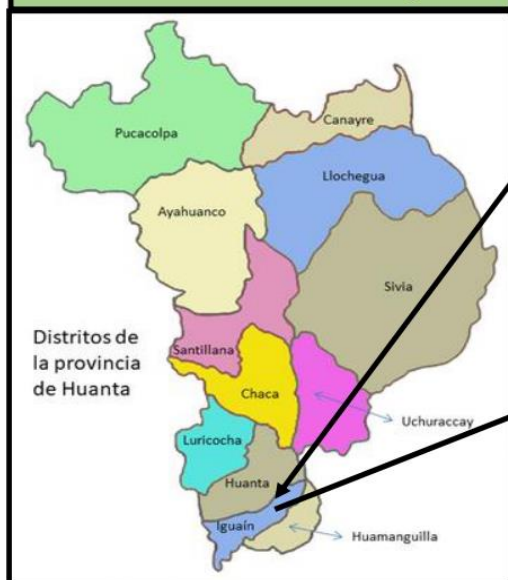 Pucacolpa
Canayre
Llochegua
Ayahuanco
Sivia
Distritos de
la provincia
de Huanta
Santillana
Chaca
Uchuraccay
Luricocha
Huanta
Iguaín
Huamanguilla